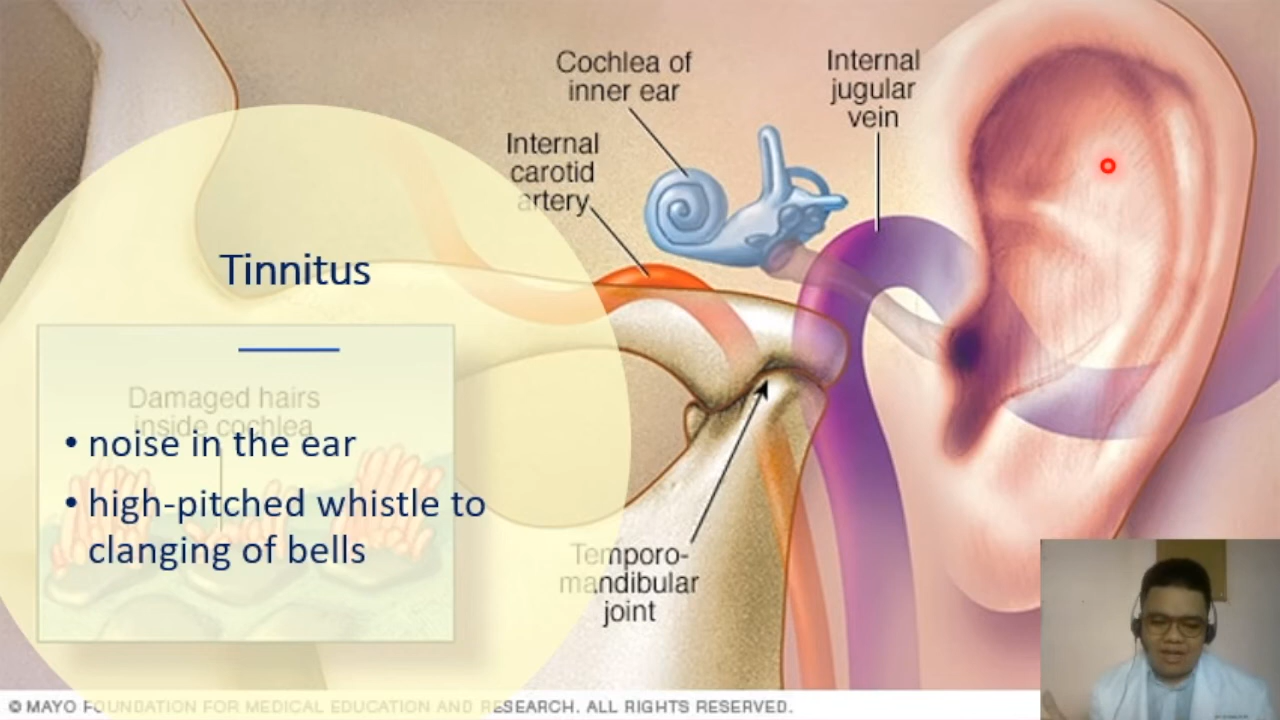 Cochlea of
inner ear
Internal
jugular
vein
Internal
carotid
artery
Tinnitus
Damaged hairs
inside cochlea
• noise in the ear
• high-pitched whistle to
clanging of bells
Temporo-
mandibular
joint
© MAYO FOUNDATION FOR MEDICAL EDUCATION AND RESEARCH. ALL RIGHTS RESERVED.